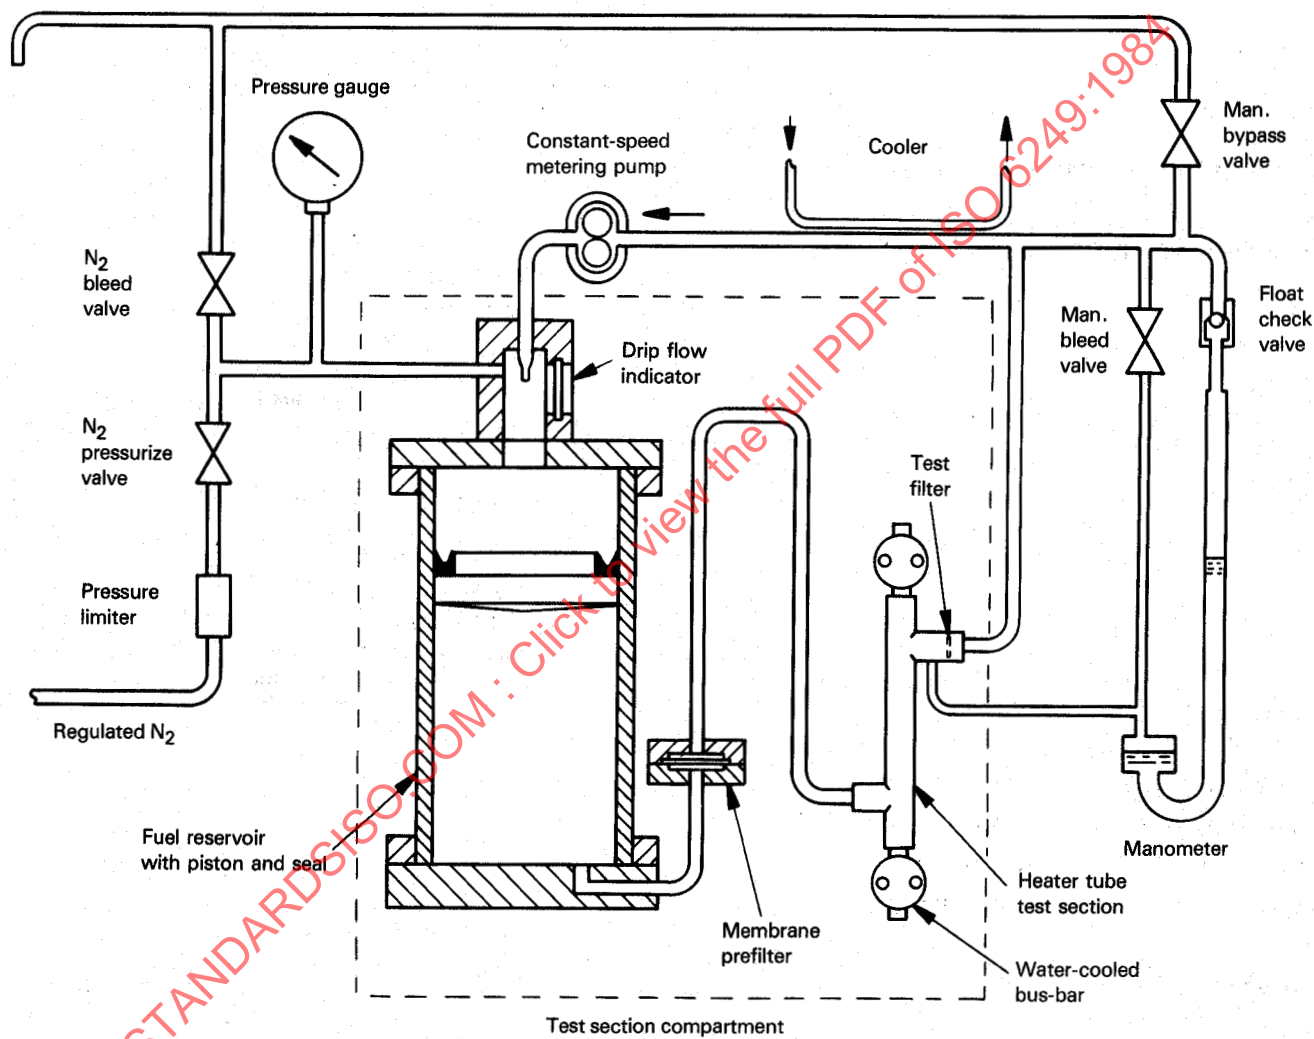 Pressure gauge
Constant-speed
metering pump
Cooler
Man.
bypass
valve
N2
bleed
valve
Float
check
valve
Man.
bleed
valve
Drip flow
indicator
N2
pressurize
valve
Test
filter
Pressure
limiter
Regulated N2
Fuel reservoir
with piston and seal
Manometer
Heater tube
test section
Membrane
prefilter
Water-cooled
bus-bar
Test section compartment
STANDARDSISO.COM : Click to view the full PDF of ISO 6249:1984